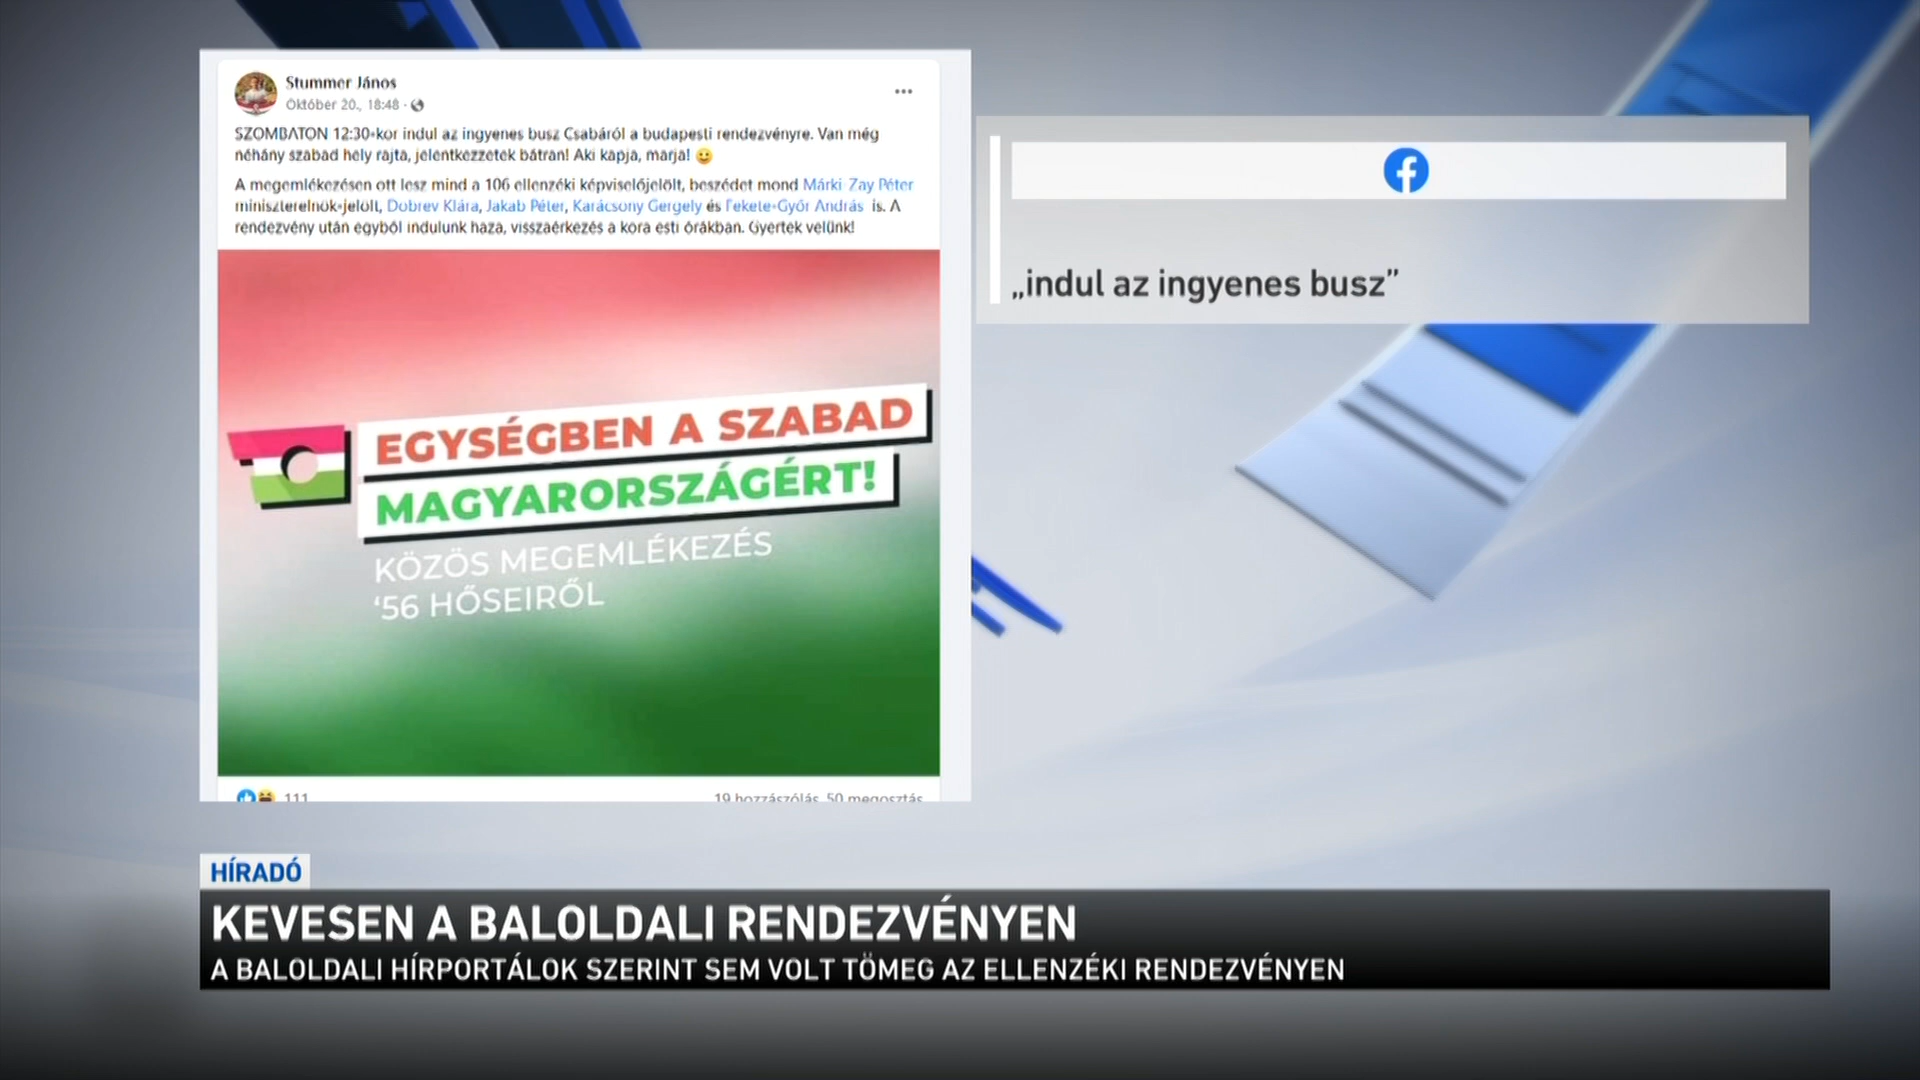 Stummer János
Október 20., 18:48 ·
SZOMBATON 12:30-kor indul az ingyenes busz Csabáról a budapesti rendezvényre. Van még
néhány szabad hely rajta, jelentkezzetek bátran! Aki kapja, marja!
A megemlékezésen ott lesz mind a 106 ellenzéki képviselőjelölt, beszédet mond Márki-Zay Péter
miniszterelnök-jelölt, Dobrev Klára, Jakab Péter, Karácsony Gergely és Fekete-Győr András is. A
rendezvény után egyből indulunk haza, visszaérkezés a kora esti órákban. Gyertek velünk!
EGYSÉGBEN A SZABAD
MAGYARORSZÁGÉRT!
KÖZÖS MEGEMLÉKEZÉS
'56 HŐSEIRŐL
111
19 hozzászólás 50 megosztás
„indul az ingyenes busz”
HÍRADÓ
KEVESEN A BALOLDALI RENDEZVÉNYEN
A BALOLDALI HÍRPORTÁLOK SZERINT SEM VOLT TÖMEG AZ ELLENZÉKI RENDEZVÉNYEN